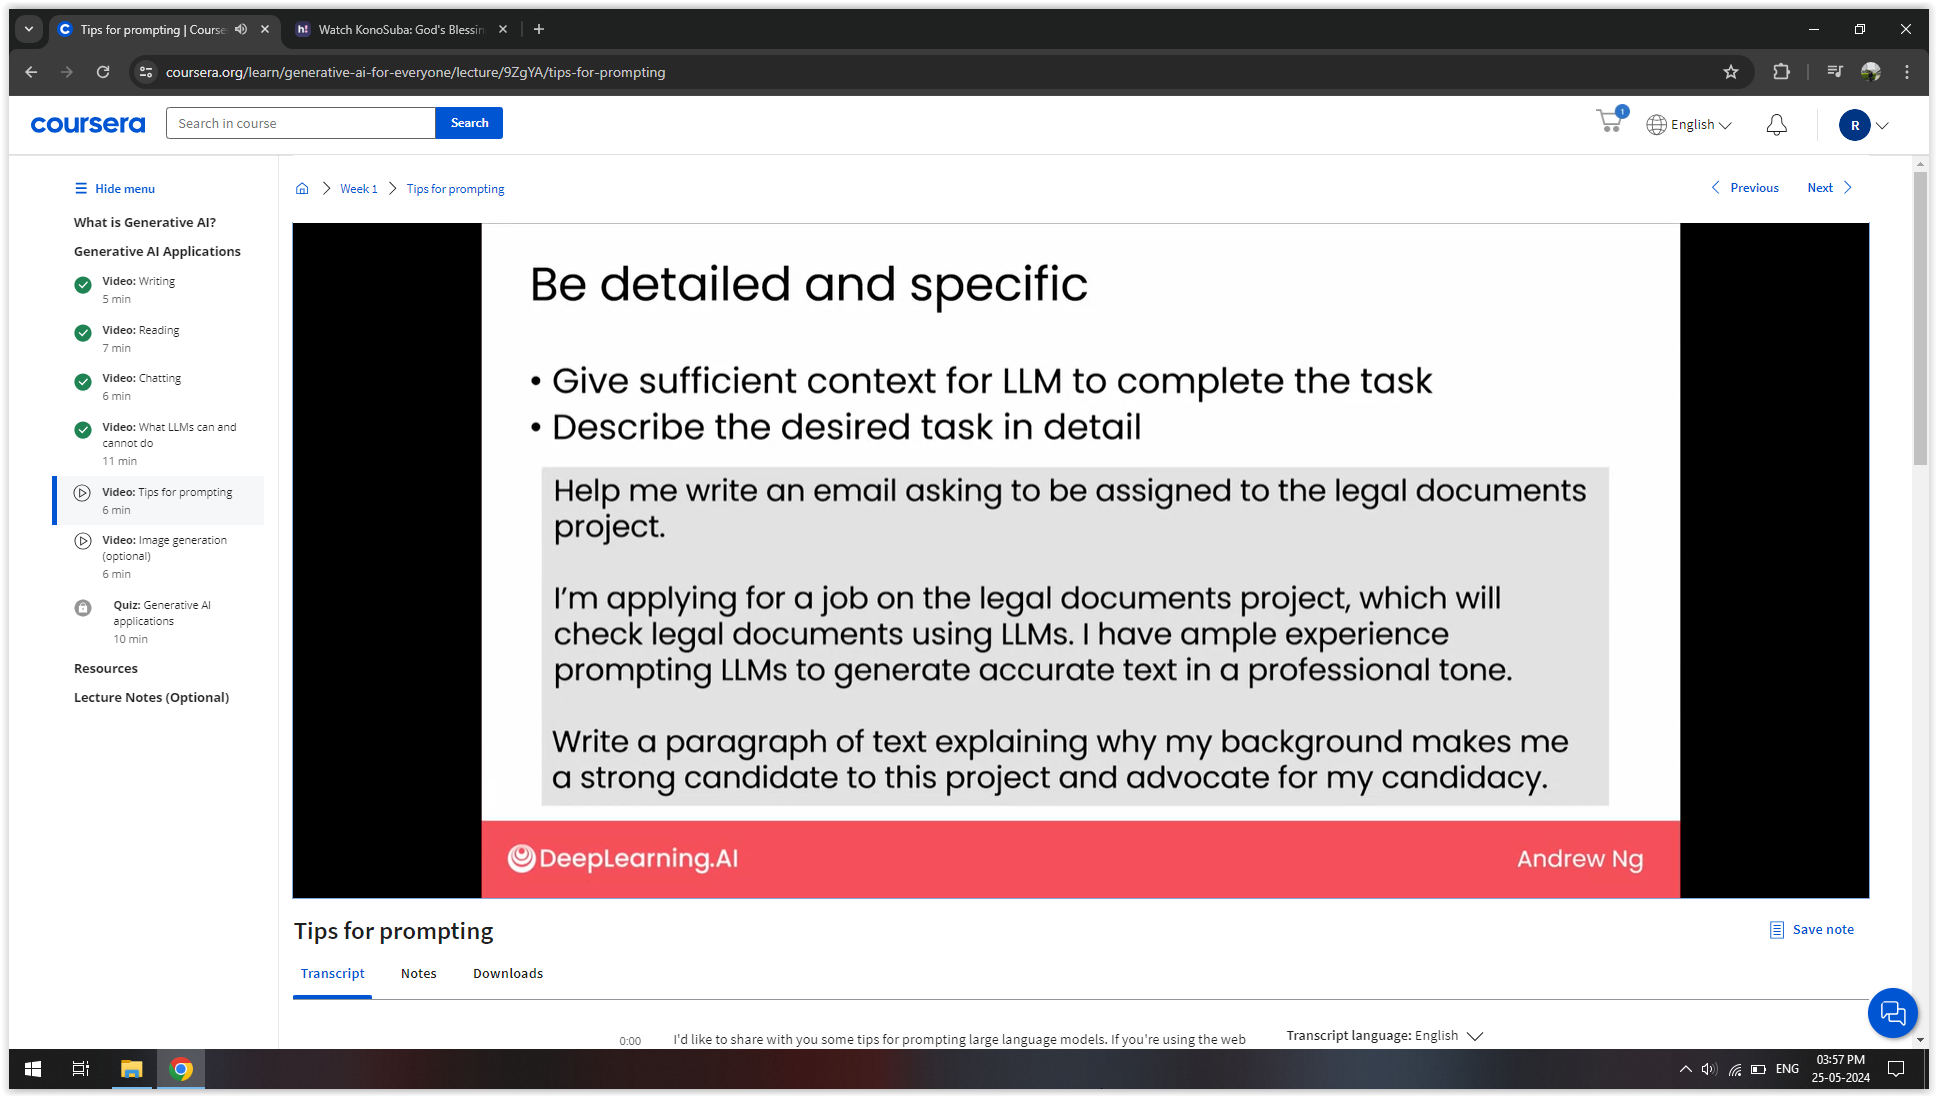 Tips for prompting | Course
Watch KonoSuba: God's Blessin
coursera.org/learn/generative-ai-for-everyone/lecture/9ZgYA/tips-for-prompting
coursera
Search in course
Search
1
English
R
Hide menu
What is Generative AI?
Generative AI Applications
Video: Writing
5 min
Video: Reading
7 min
Video: Chatting
6 min
Video: What LLMs can and
cannot do
11 min
Video: Tips for prompting
6 min
Video: Image generation
(optional)
6 min
Quiz: Generative AI
applications
10 min
Resources
Lecture Notes (Optional)
Week 1
Tips for prompting
Previous
Next
Be detailed and specific
• Give sufficient context for LLM to complete the task
• Describe the desired task in detail
Help me write an email asking to be assigned to the legal documents
project.
I'm applying for a job on the legal documents project, which will
check legal documents using LLMs. I have ample experience
prompting LLMs to generate accurate text in a professional tone.
Write a paragraph of text explaining why my background makes me
a strong candidate to this project and advocate for my candidacy.
DeepLearning.AI
Andrew Ng
Tips for prompting
Save note
Transcript
Notes
Downloads
0:00
I'd like to share with you some tips for prompting large language models. If you're using the web
Transcript language: English
ENG
03:57 PM
25-05-2024